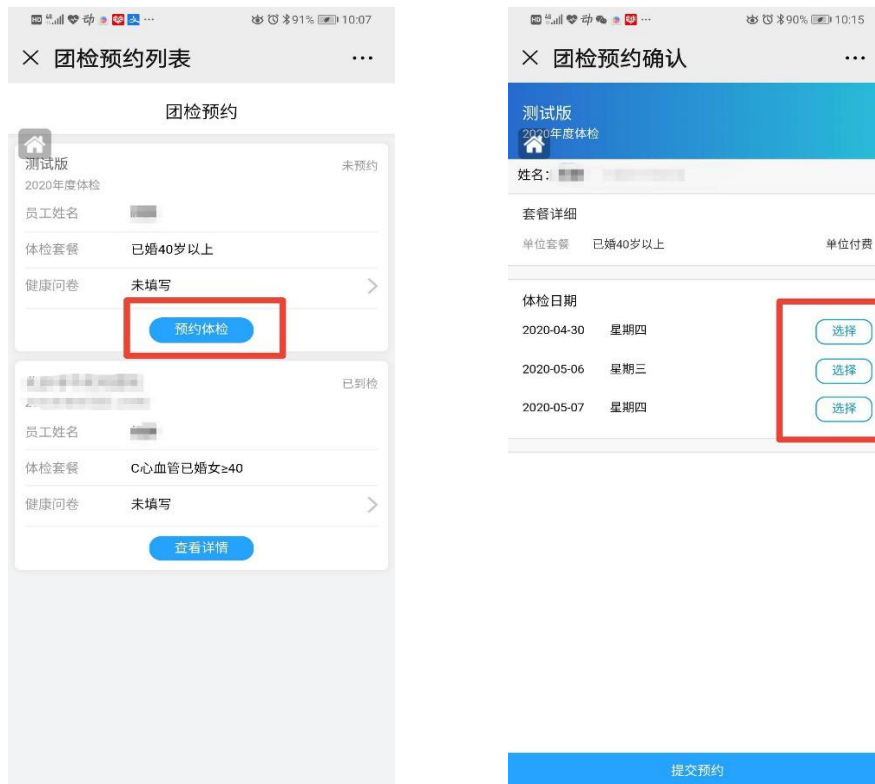 HD 4G 91% 10:07
× 团检预约列表 ···
团检预约
测试版 未预约
2020年度体检
员工姓名
体检套餐 已婚40岁以上
健康问卷 未填写
预约体检
已到检
员工姓名
体检套餐 C心血管已婚女≥40
健康问卷 未填写
查看详情
HD 4G 90% 10:15
× 团检预约确认 ···
测试版
2020年度体检
姓名:
套餐详细
单位套餐 已婚40岁以上 单位付费
体检日期
2020-04-30 星期四 选择
2020-05-06 星期三 选择
2020-05-07 星期四 选择
提交预约